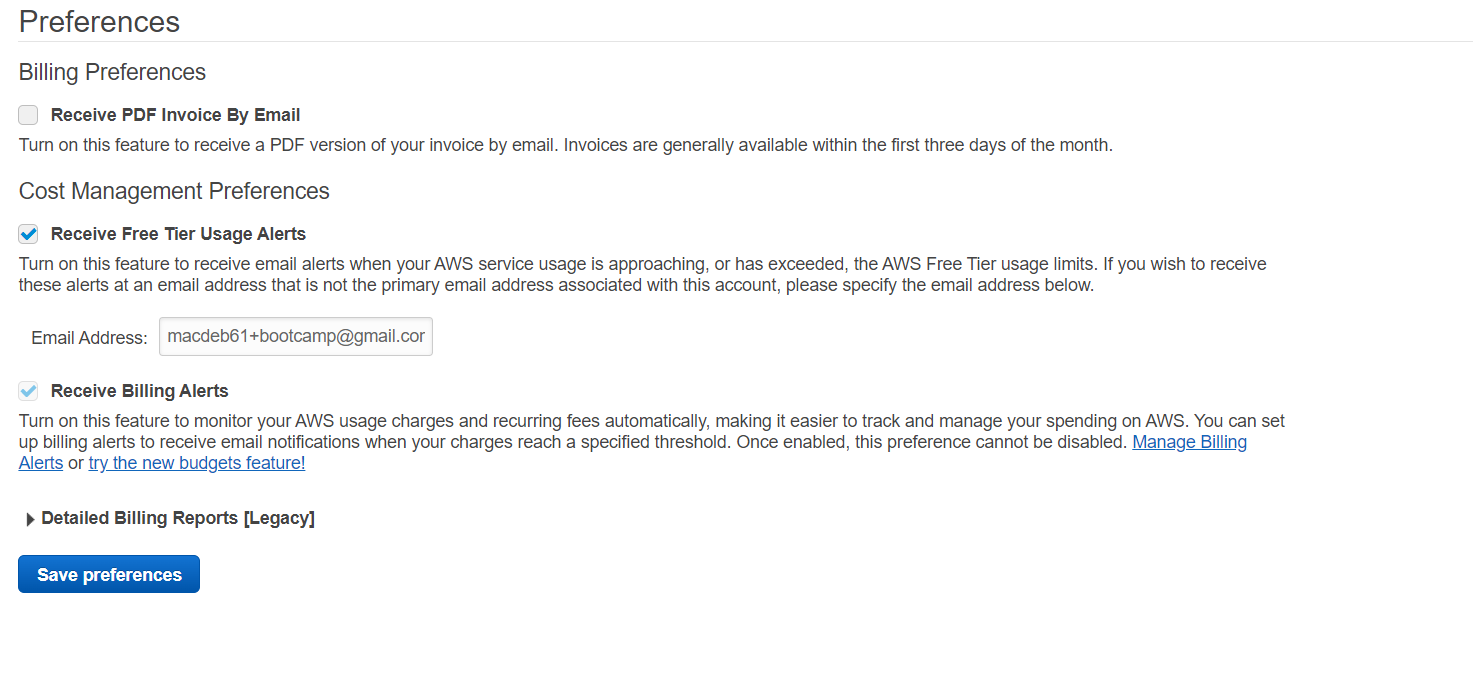 Preferences
Billing Preferences
Receive PDF Invoice By Email
Turn on this feature to receive a PDF version of your invoice by email. Invoices are generally available within the first three days of the month.
Cost Management Preferences
Receive Free Tier Usage Alerts
Turn on this feature to receive email alerts when your AWS service usage is approaching, or has exceeded, the AWS Free Tier usage limits. If you wish to receive
these alerts at an email address that is not the primary email address associated with this account, please specify the email address below.
Email Address: macdeb61+bootcamp@gmail.cor
Receive Billing Alerts
Turn on this feature to monitor your AWS usage charges and recurring fees automatically, making it easier to track and manage your spending on AWS. You can set
up billing alerts to receive email notifications when your charges reach a specified threshold. Once enabled, this preference cannot be disabled. Manage Billing
Alerts or try the new budgets feature!
Detailed Billing Reports [Legacy]
Save preferences